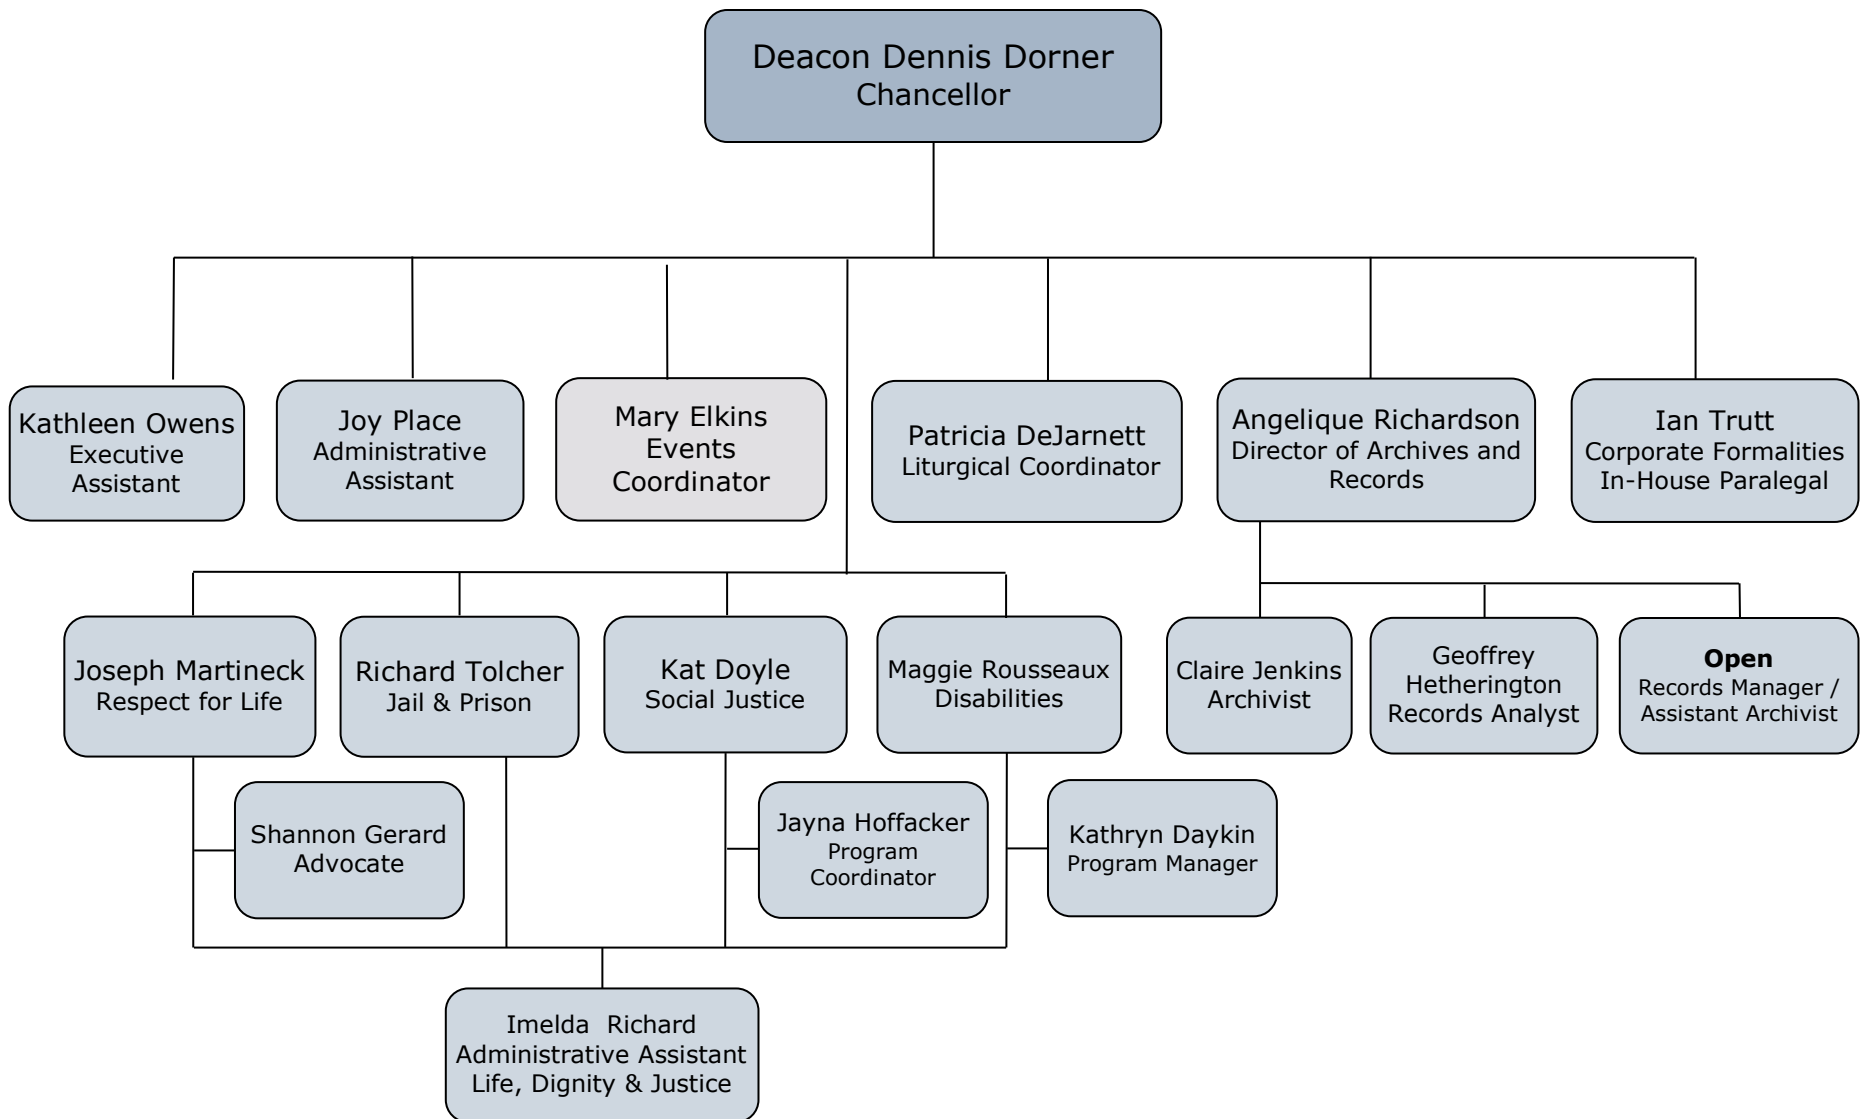 Deacon Dennis Dorner
Chancellor
Kathleen Owens
Executive
Assistant
Joy Place
Administrative
Assistant
Mary Elkins
Events
Coordinator
Patricia DeJarnett
Liturgical Coordinator
Angelique Richardson
Director of Archives and
Records
Ian Trutt
Corporate Formalities
In-House Paralegal
Joseph Martineck
Respect for Life
Richard Tolcher
Jail & Prison
Kat Doyle
Social Justice
Maggie Rousseaux
Disabilities
Claire Jenkins
Archivist
Geoffrey
Hetherington
Records Analyst
Open
Records Manager /
Assistant Archivist
Shannon Gerard
Advocate
Jayna Hoffacker
Program
Coordinator
Kathryn Daykin
Program Manager
Imelda  Richard
Administrative Assistant
Life, Dignity & Justice